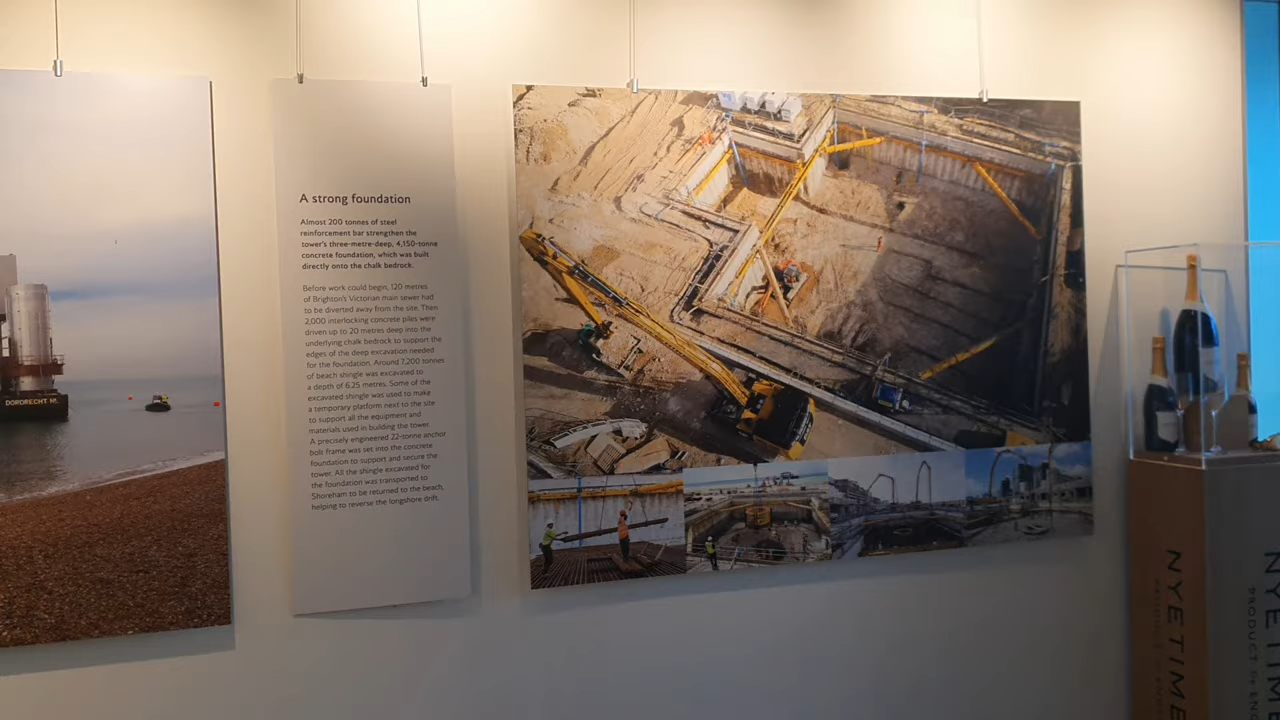 DORDRECHT
A strong foundation
Almost 200 tonnes of steel
reinforcement bar strengthen the
tower's three-metre-deep, 4,150-tonne
concrete foundation, which was built
directly onto the chalk bedrock.
Before work could begin, 120 metres
of Brighton's Victorian main sewer had
to be diverted away from the site. Then
2,000 interlocking concrete piles were
driven up to 20 metres deep into the
underlying chalk bedrock to support the
edges of the deep excavation needed
for the foundation. Around 7,200 tonnes
of beach shingle was excavated to
a depth of 6.25 metres. Some of the
excavated shingle was used to make
a temporary platform next to the site
to support all the equipment and
materials used in building the tower.
A precisely engineered 22-tonne anchor
bolt frame was set into the concrete
foundation to support and secure the
tower. All the shingle excavated for
the foundation was transported to
Shoreham to be returned to the beach,
helping to reverse the longshore drift.
NYETIME
NYETIME
PRODUCT OF ENG